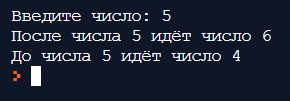 Введите число: 5
После числа 5 идёт число 6
До числа 5 идёт число 4
>